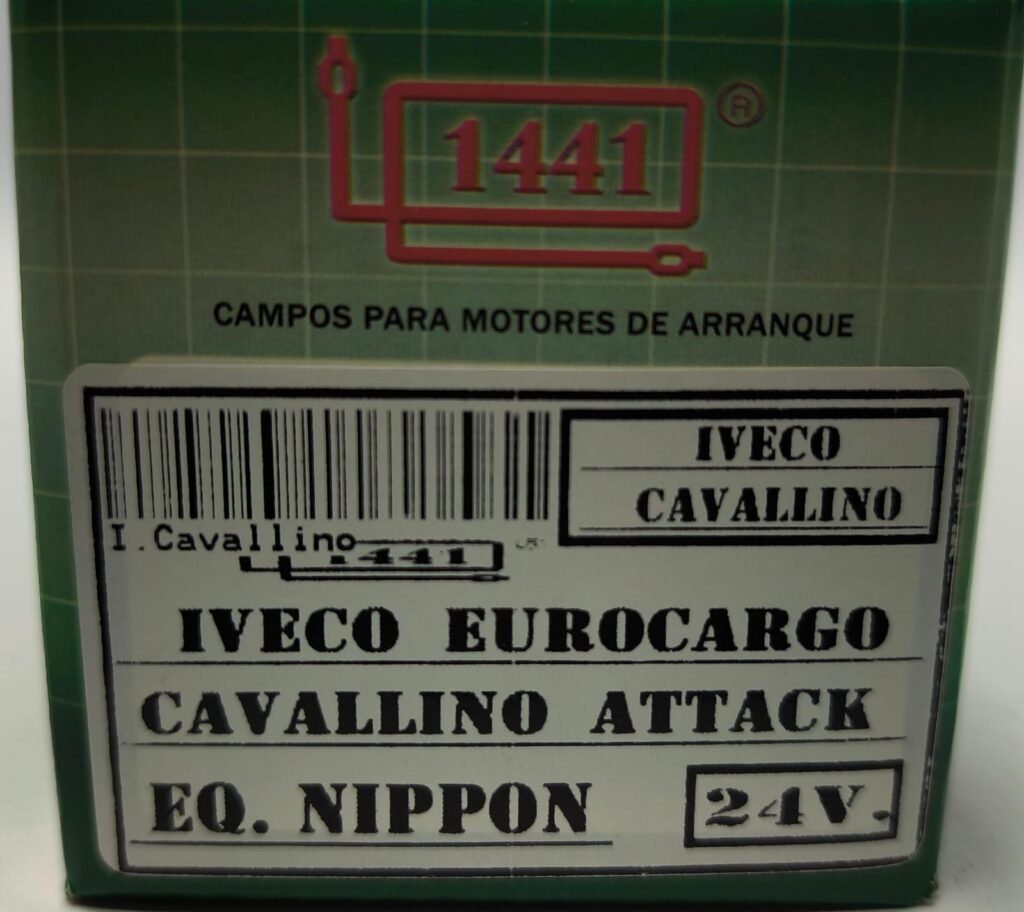 1441 ®
CAMPOS PARA MOTORES DE ARRANQUE
IVECO
CAVALLINO
I.Cavallino
1441
IVECO EUROCARGO
CAVALLINO ATTACK
EQ. NIPPON
24V.